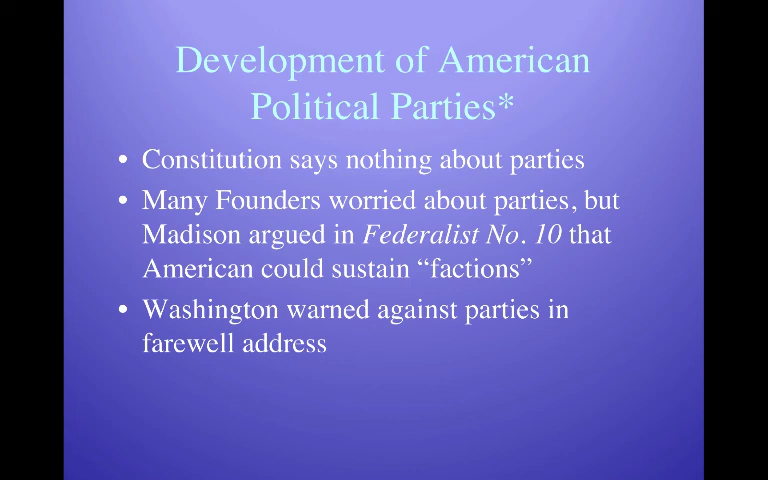 Development of American
Political Parties*
• Constitution says nothing about parties
• Many Founders worried about parties, but
Madison argued in Federalist No. 10 that
American could sustain “factions”
• Washington warned against parties in
farewell address